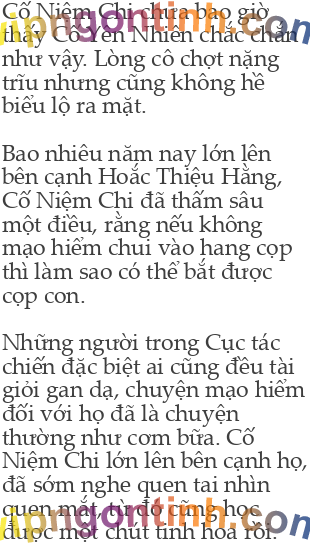 Cố Niệm Chi chưa bao giờ
thấy Cố Yên Nhiên chắc chắn
như vậy. Lòng cô chợt nặng
trĩu nhưng cũng không hề
biểu lộ ra mặt.
Bao nhiêu năm nay lớn lên
bên cạnh Hoắc Thiệu Hằng,
Cố Niệm Chi đã thấm sâu
một điều, rằng nếu không
mạo hiểm chui vào hang cọp
thì làm sao có thể bắt được
cọp con.
Những người trong Cục tác
chiến đặc biệt ai cũng đều tài
giỏi gan dạ, chuyện mạo hiểm
đối với họ đã là chuyện
thường như cơm bữa. Cố
Niệm Chi lớn lên bên cạnh họ,
đã sớm nghe quen tai nhìn
quen mắt, từ đó cũng học
được một chút tinh hoa rồi.
vipngontinh.com
vipngontinh.com